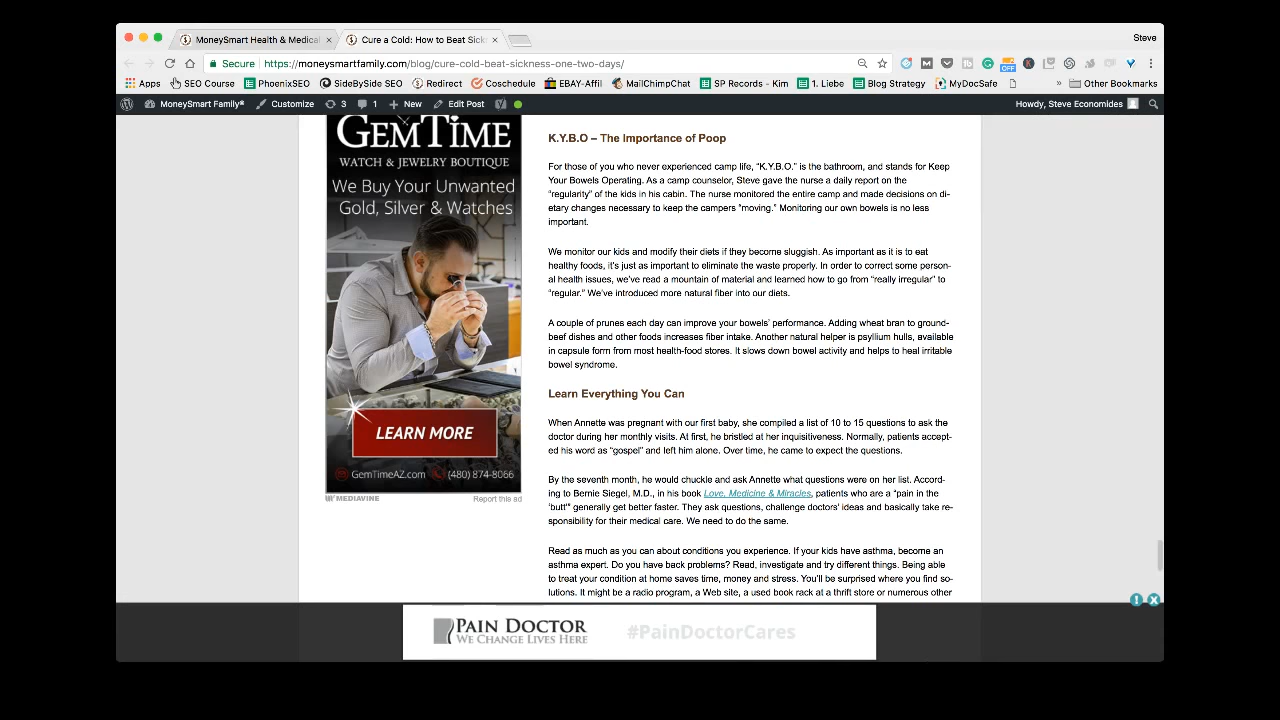 Steve
MoneySmart Health & Medical
Cure a Cold: How to Beat Sick
Secure
https://moneysmartfamily.com/blog/cure-cold-beat-sickness-one-two-days/
Apps
SEO Course
PhoenixSEO
SideBySide SEO
Redirect
Coschedule
EBAY-Affil
MailChimpChat
SP Records - Kim
1. Liebe
Blog Strategy
MyDocSafe
»
Other Bookmarks
MoneySmart Family®
Customize
3
1
+ New
Edit Post
Howdy, Steve Economides
GEMTIME
WATCH & JEWELRY BOUTIQUE
We Buy Your Unwanted
Gold, Silver & Watches
LEARN MORE
GemTimeAZ.com
(480) 874-8066
MEDIAVINE
Report this ad
K.Y.B.O – The Importance of Poop
For those of you who never experienced camp life, “K.Y.B.O.” is the bathroom, and stands for Keep
Your Bowels Operating. As a camp counselor, Steve gave the nurse a daily report on the
“regularity” of the kids in his cabin. The nurse monitored the entire camp and made decisions on di-
etary changes necessary to keep the campers “moving.” Monitoring our own bowels is no less
important.
We monitor our kids and modify their diets if they become sluggish. As important as it is to eat
healthy foods, it’s just as important to eliminate the waste properly. In order to correct some person-
al health issues, we’ve read a mountain of material and learned how to go from “really irregular” to
“regular.” We’ve introduced more natural fiber into our diets.
A couple of prunes each day can improve your bowels’ performance. Adding wheat bran to ground-
beef dishes and other foods increases fiber intake. Another natural helper is psyllium hulls, available
in capsule form from most health-food stores. It slows down bowel activity and helps to heal irritable
bowel syndrome.
Learn Everything You Can
When Annette was pregnant with our first baby, she compiled a list of 10 to 15 questions to ask the
doctor during her monthly visits. At first, he bristled at her inquisitiveness. Normally, patients accept-
ed his word as “gospel” and left him alone. Over time, he came to expect the questions.
By the seventh month, he would chuckle and ask Annette what questions were on her list. Accord-
ing to Bernie Siegel, M.D., in his book Love, Medicine & Miracles, patients who are a “pain in the
‘butt’” generally get better faster. They ask questions, challenge doctors’ ideas and basically take re-
sponsibility for their medical care. We need to do the same.
Read as much as you can about conditions you experience. If your kids have asthma, become an
asthma expert. Do you have back problems? Read, investigate and try different things. Being able
to treat your condition at home saves time, money and stress. You’ll be surprised where you find so-
lutions. It might be a radio program, a Web site, a used book rack at a thrift store or numerous other
PAIN DOCTOR
WE CHANGE LIVES HERE
#PainDoctorCares